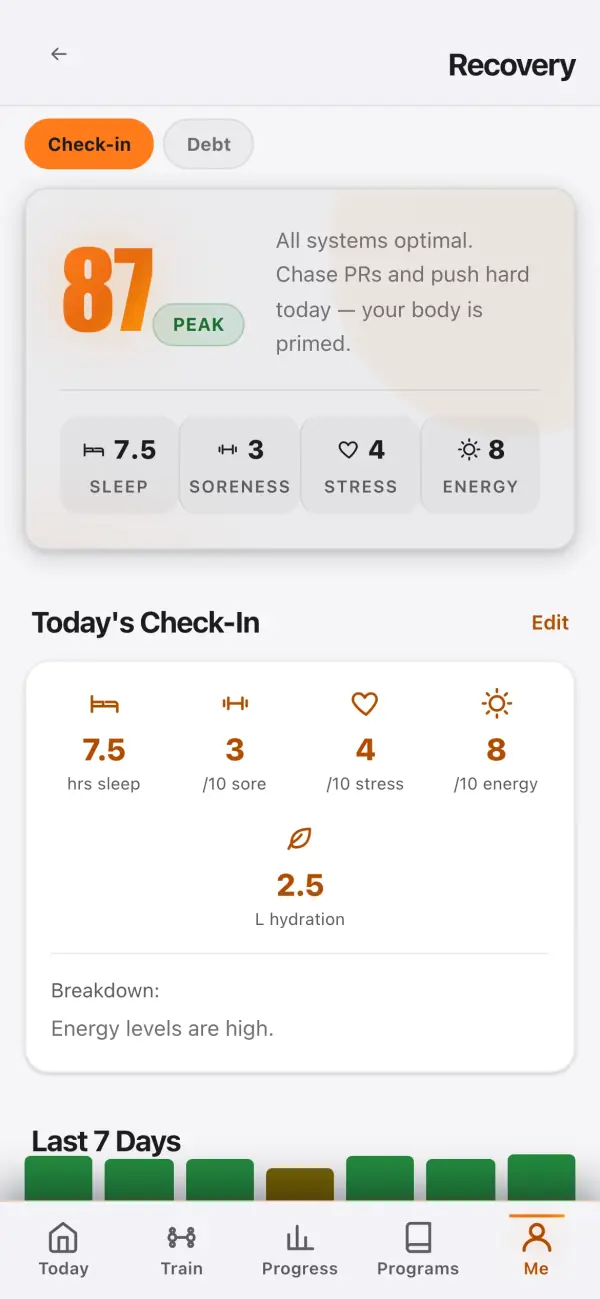 Recovery
Check-in
Debt
87
PEAK
All systems optimal.
Chase PRs and push hard
today — your body is
primed.
7.5
SLEEP
3
SORENESS
4
STRESS
8
ENERGY
Today's Check-In
Edit
7.5
hrs sleep
3
/10 sore
4
/10 stress
8
/10 energy
2.5
L hydration
Breakdown:
Energy levels are high.
Last 7 Days
Today
Train
Progress
Programs
Me